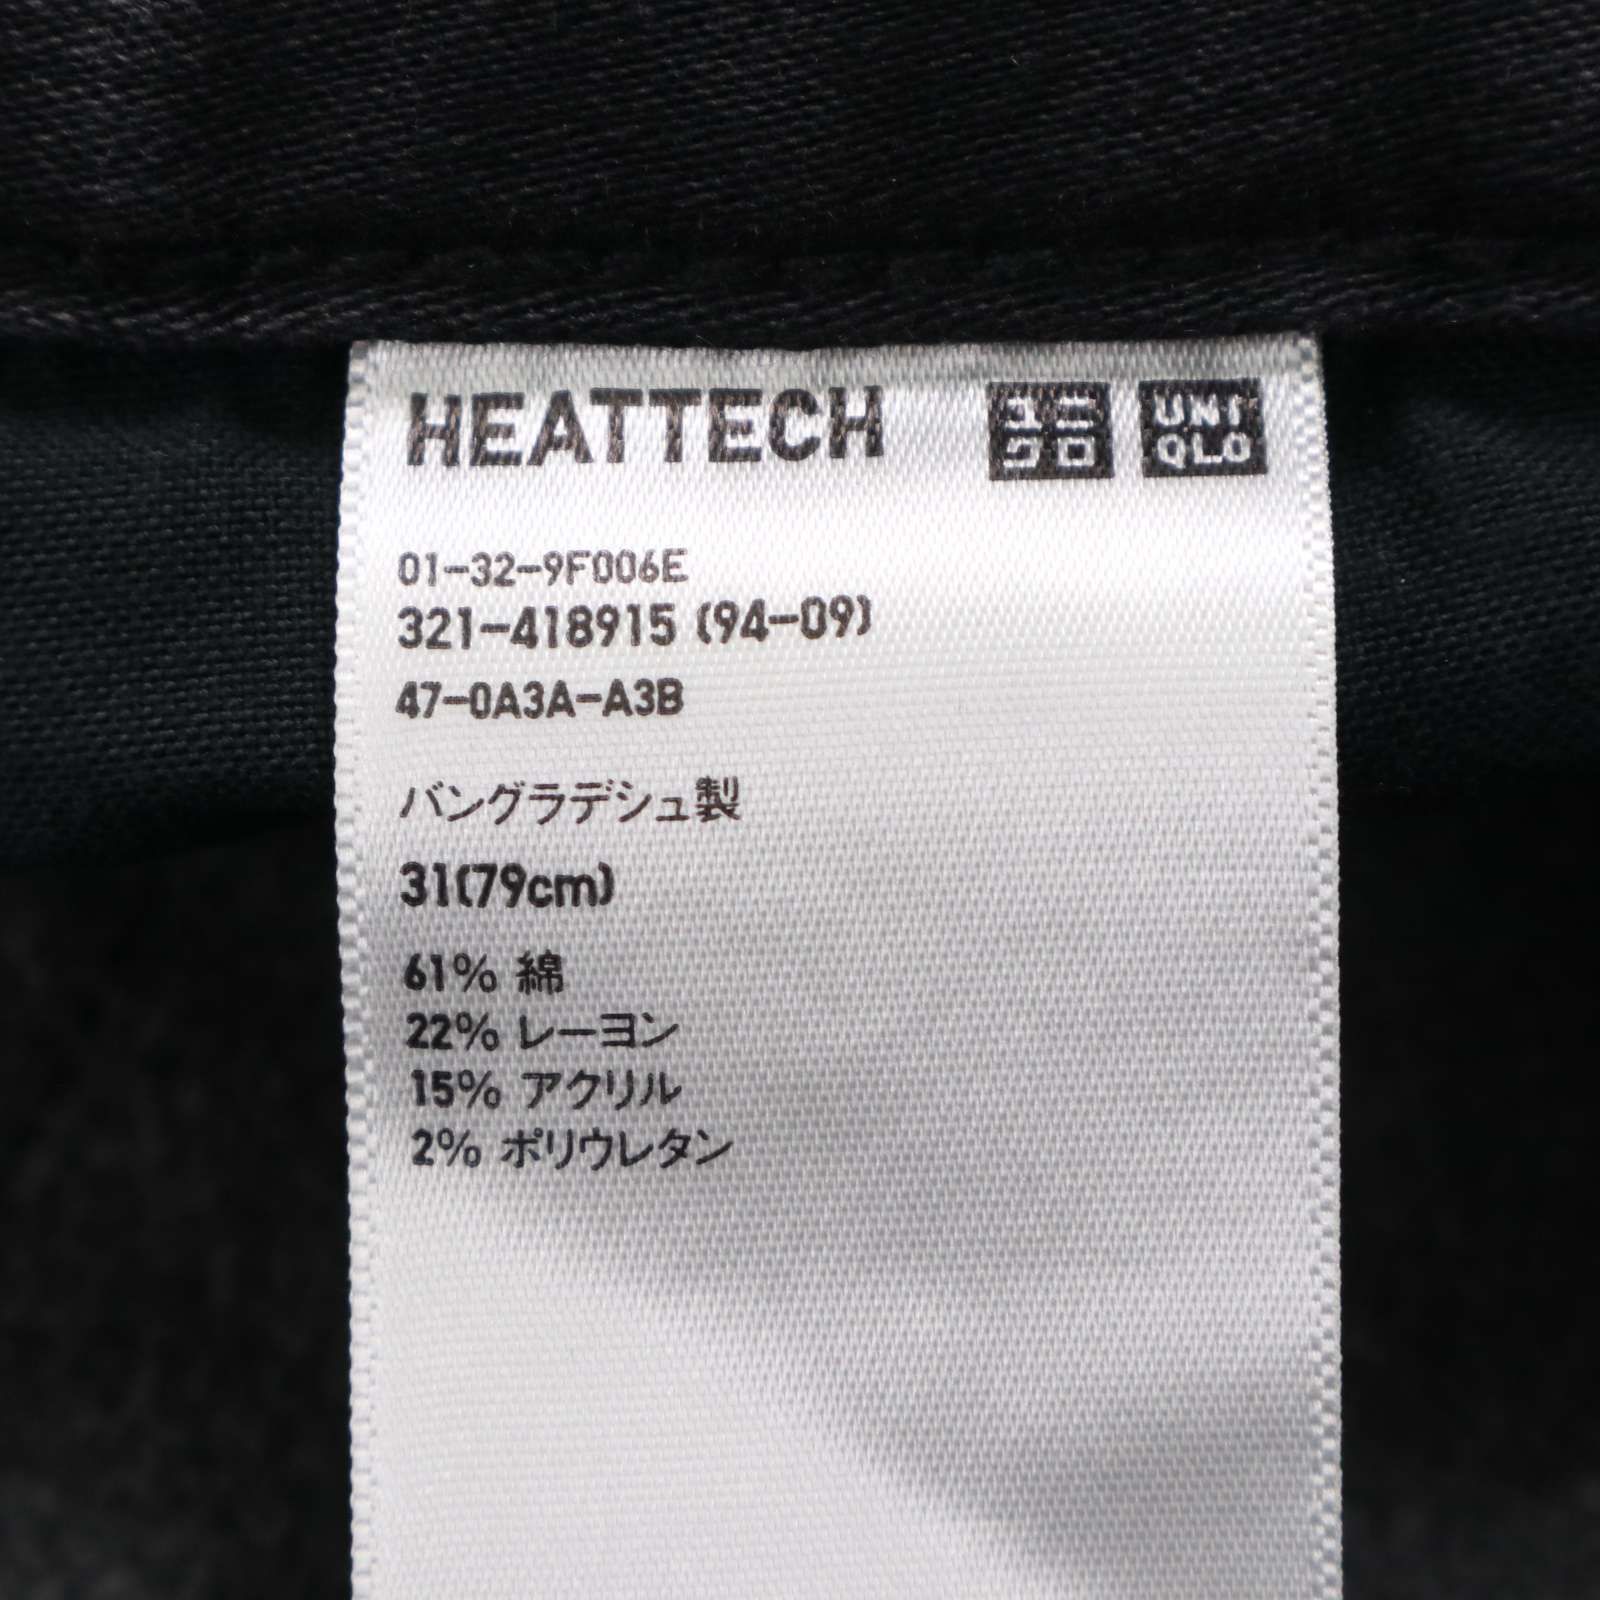 HEATTECH ユニクロ UNIQLO
01-32-9F006E
321-418915 (94-09)
47-0A3A-A3B
バングラデシュ製
31(79cm)
61% 綿
22% レーヨン
15% アクリル
2% ポリウレタン